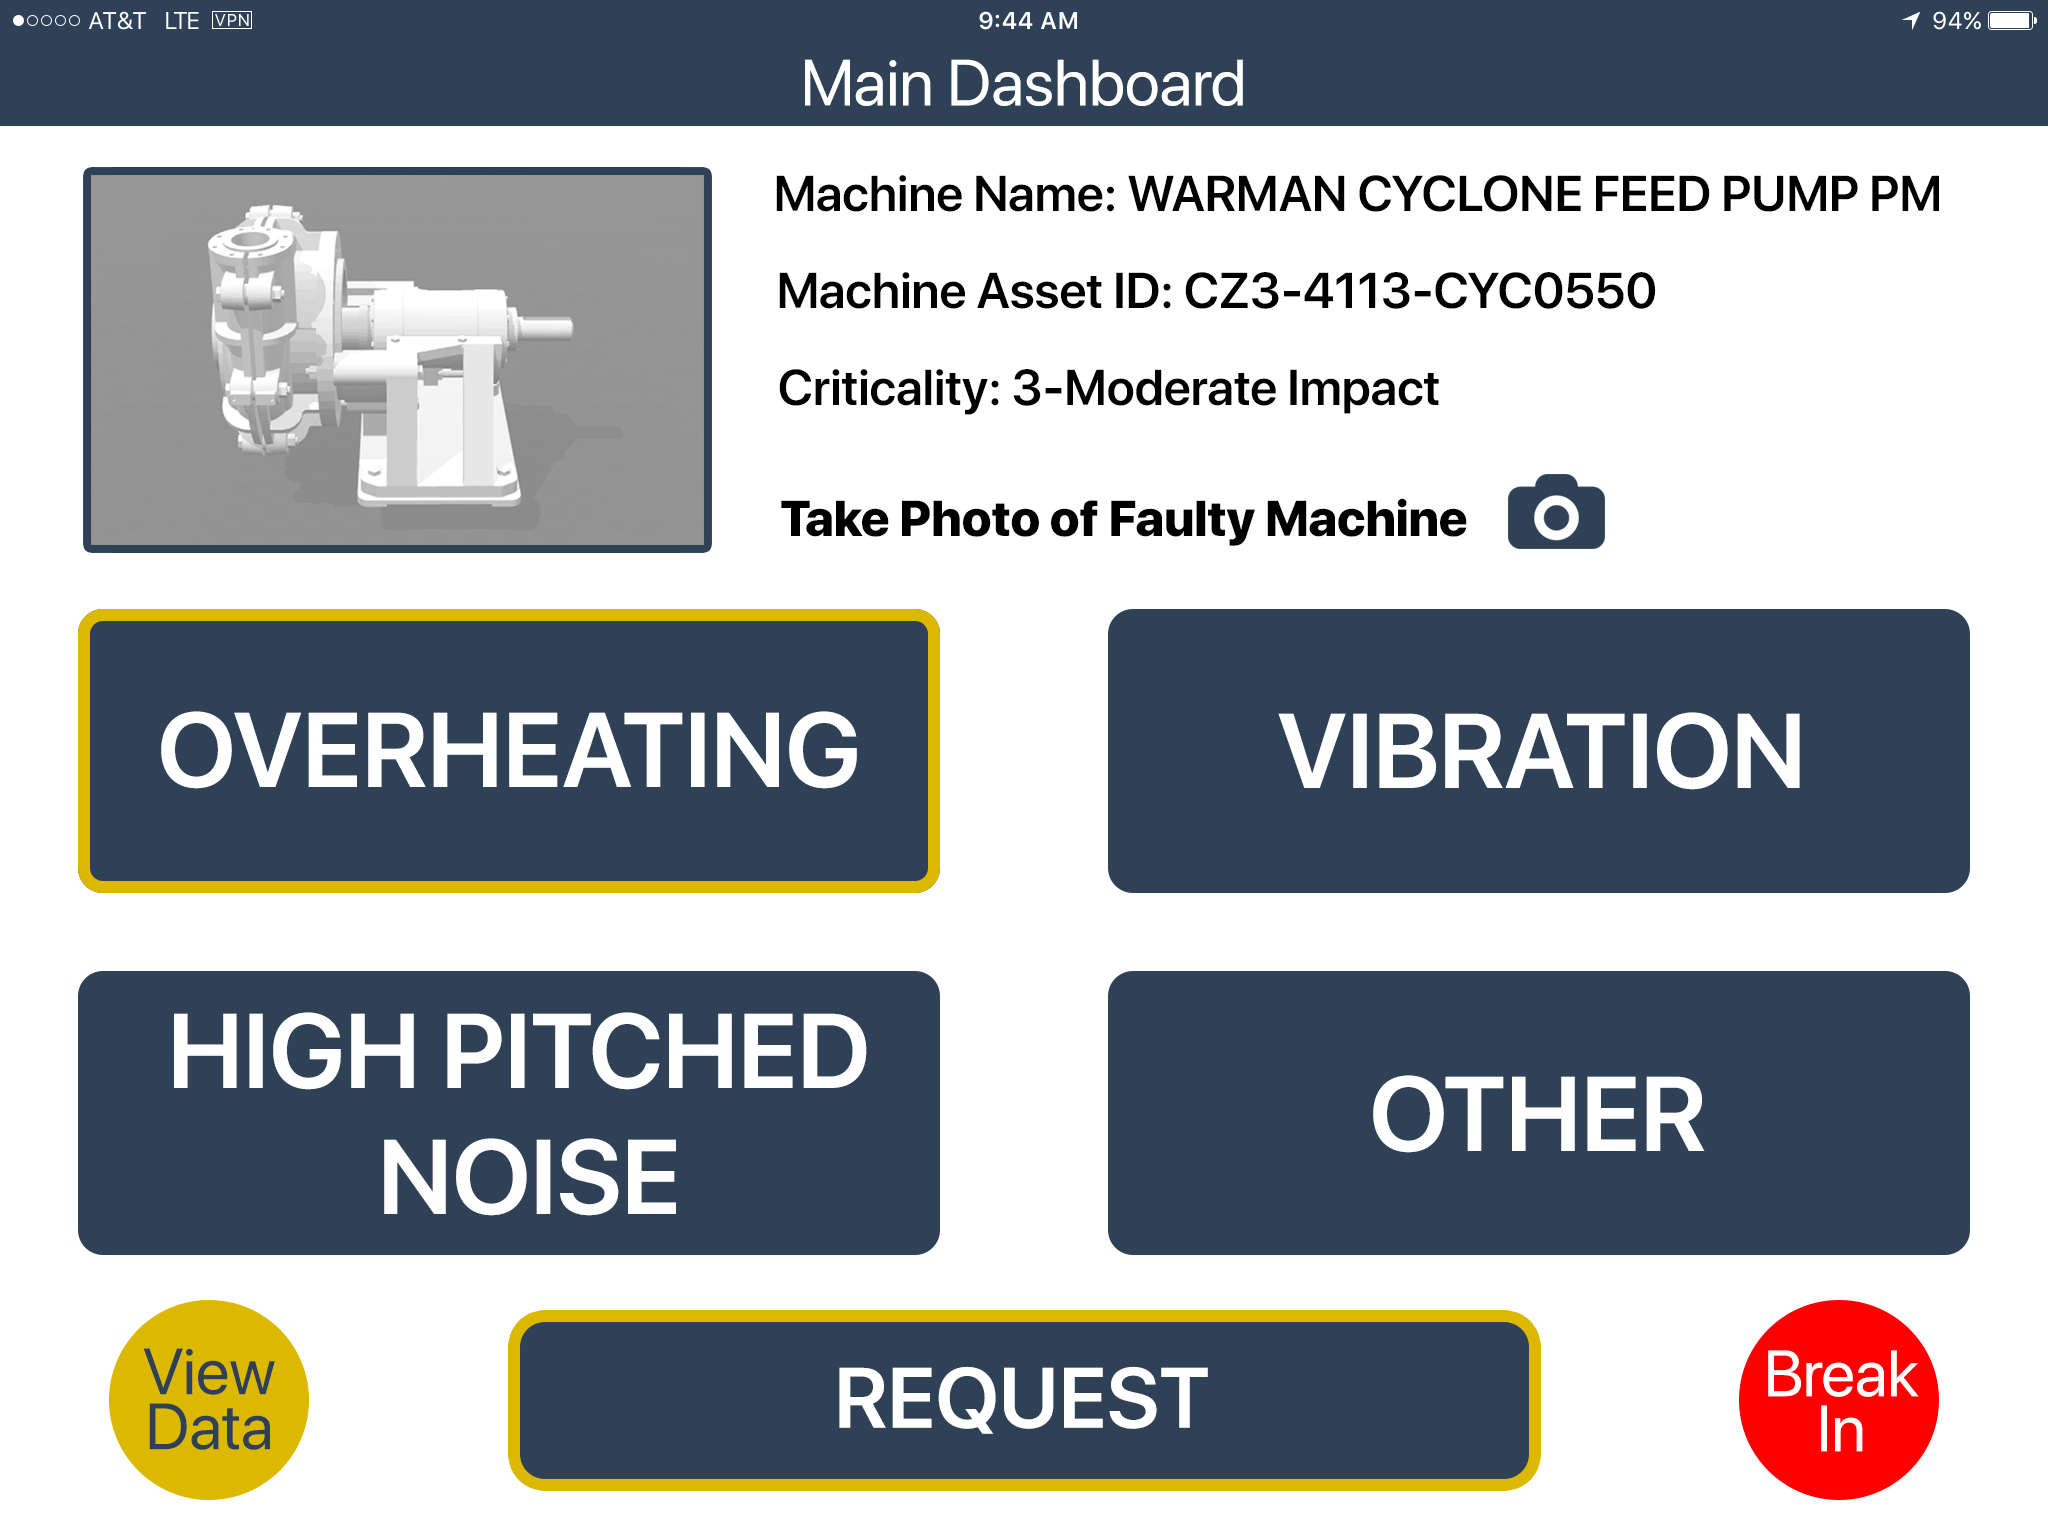 AT&T LTE VPN 9:44 AM 94%
Main Dashboard
Machine Name: WARMAN CYCLONE FEED PUMP PM
Machine Asset ID: CZ3-4113-CYC0550
Criticality: 3-Moderate Impact
Take Photo of Faulty Machine
OVERHEATING
VIBRATION
HIGH PITCHED
NOISE
OTHER
View
Data
REQUEST
Break
In